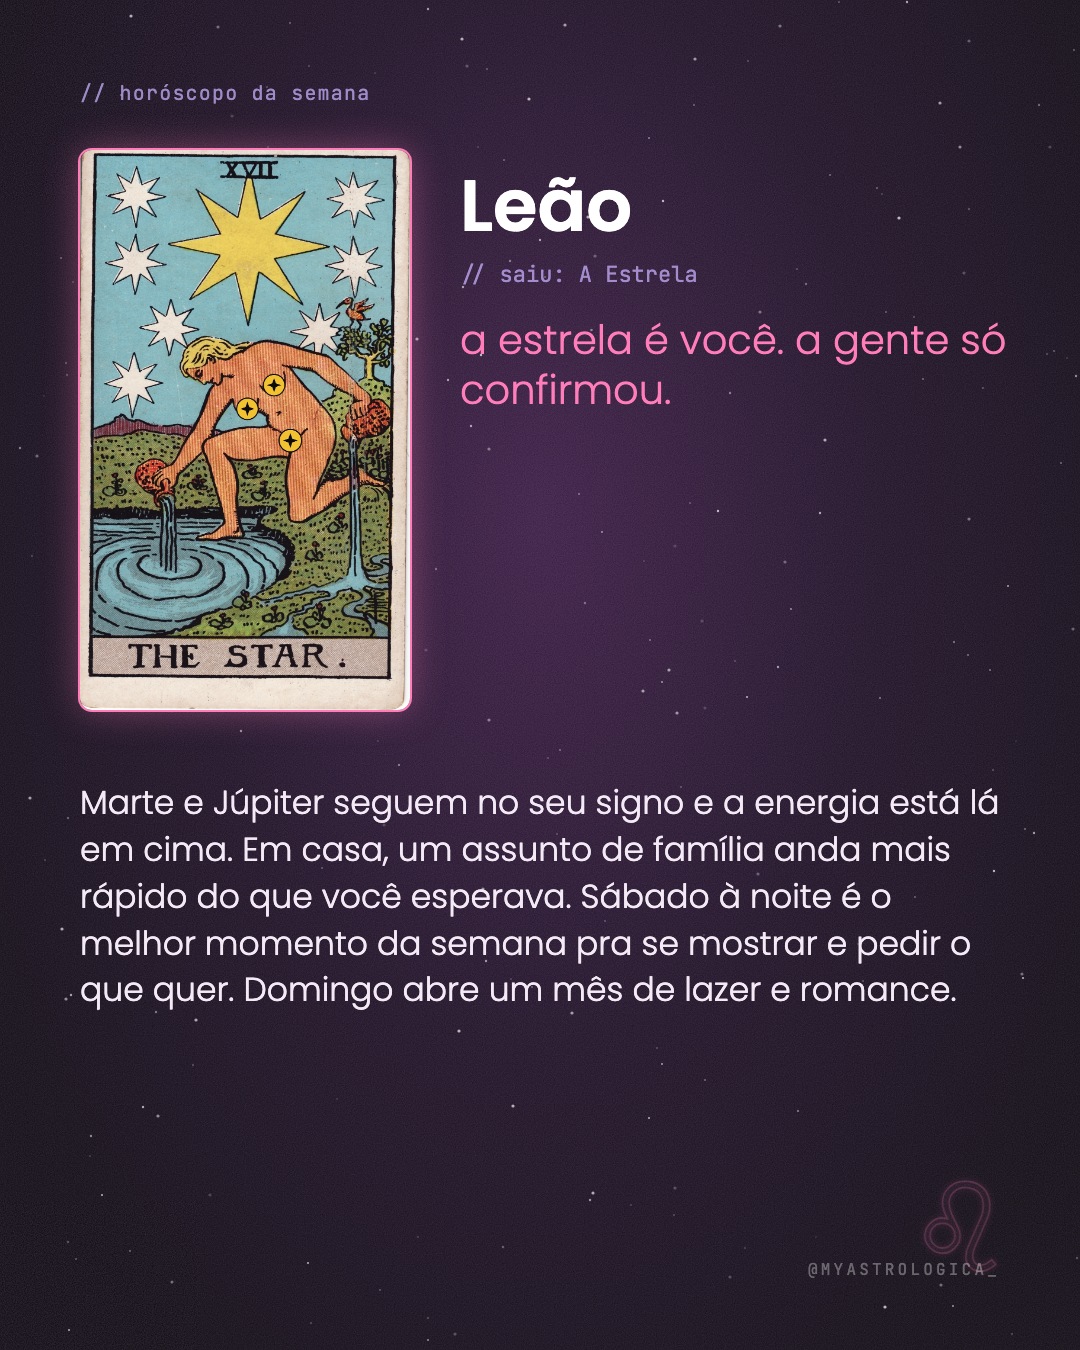 // horóscopo da semana
XVII
THE STAR.
Leão
// saiu: A Estrela
a estrela é você. a gente só
confirmou.
Marte e Júpiter seguem no seu signo e a energia está lá
em cima. Em casa, um assunto de família anda mais
rápido do que você esperava. Sábado à noite é o
melhor momento da semana pra se mostrar e pedir o
que quer. Domingo abre um mês de lazer e romance.
@MYASTROLOGICA_